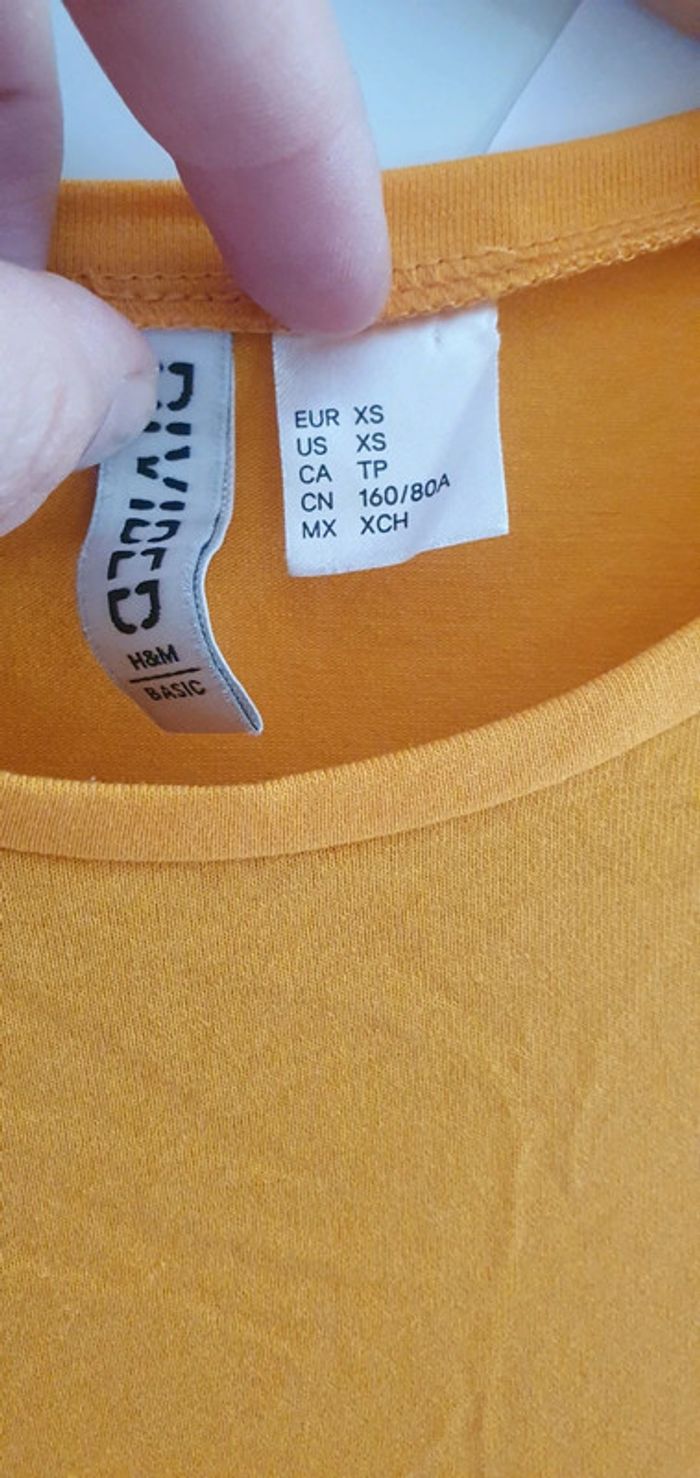 DIVIDED
H&M
BASIC
EUR XS
US XS
CA TP
CN 160/80A
MX XCH